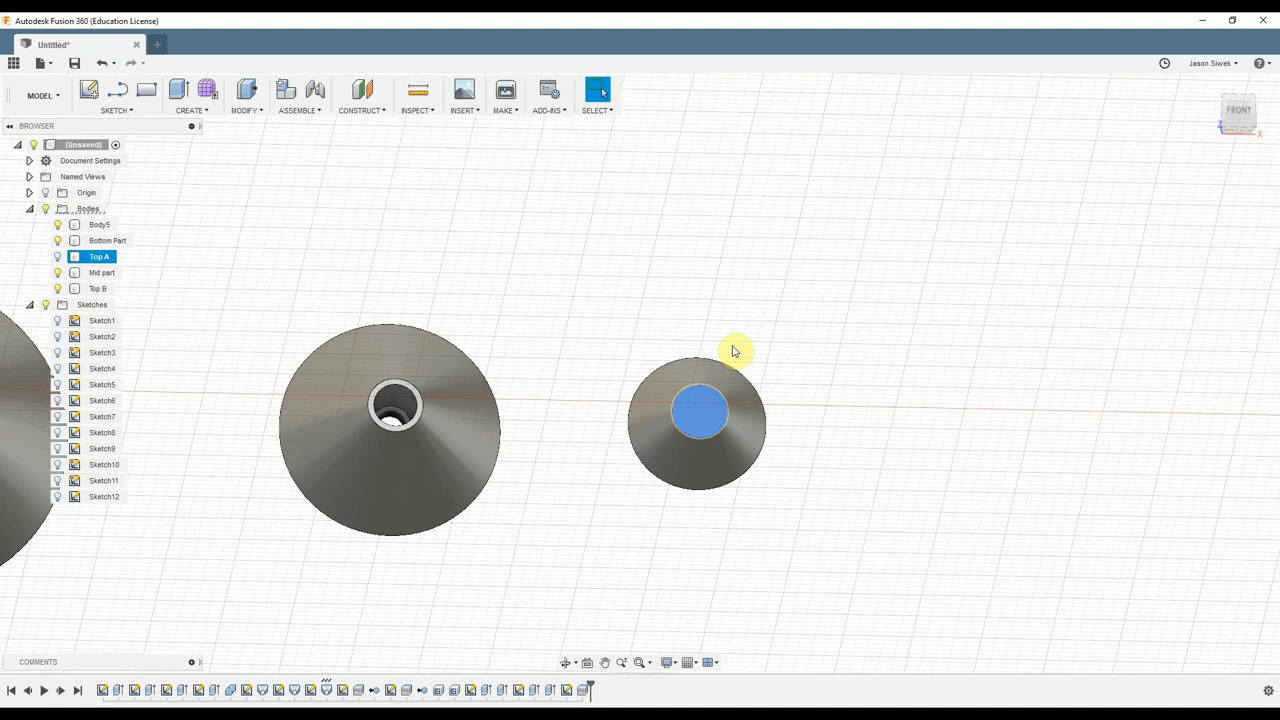 Autodesk Fusion 360 (Education License)
Untitled*
Jason Siwek
MODEL
SKETCH
CREATE
MODIFY
ASSEMBLE
CONSTRUCT
INSPECT
INSERT
MAKE
ADD-INS
SELECT
BROWSER
FRONT
Z
X
(Unsaved)
Document Settings
Named Views
Origin
Bodies
Body5
Bottom Part
Top A
Mid part
Top B
Sketches
Sketch1
Sketch2
Sketch3
Sketch4
Sketch5
Sketch6
Sketch7
Sketch8
Sketch9
Sketch10
Sketch11
Sketch12
COMMENTS